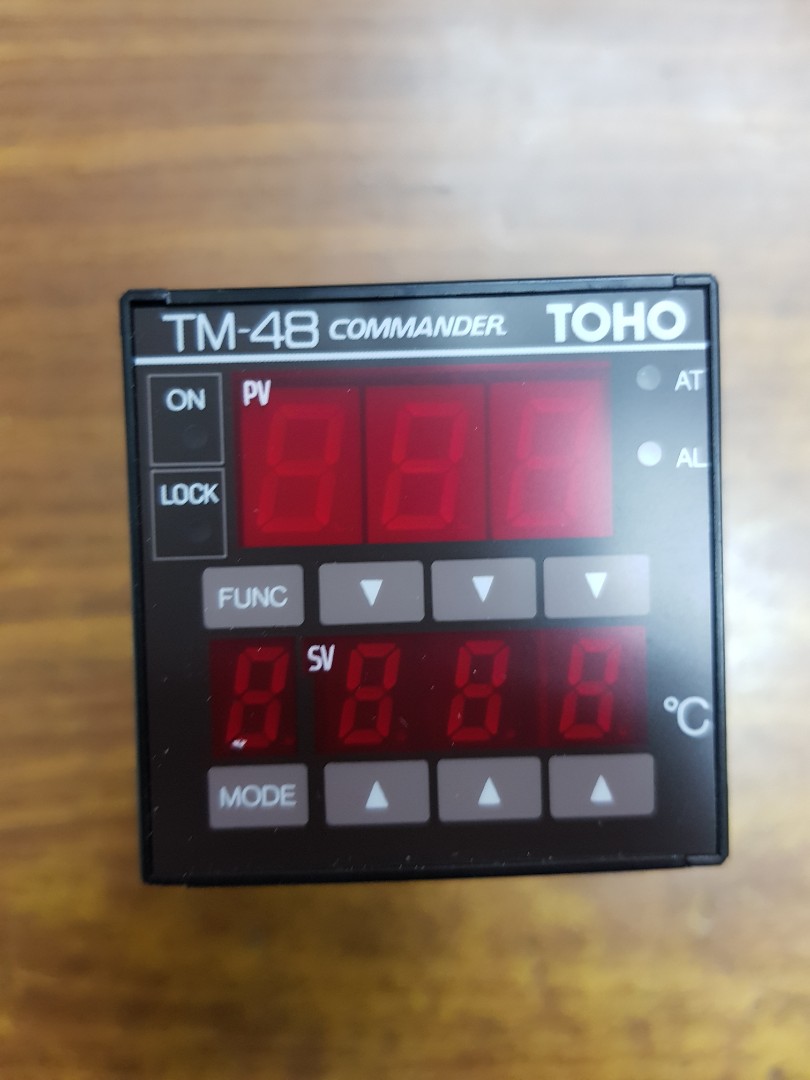 TM-48 COMMANDER TOHO
ON
PV
AT
AL
LOCK
FUNC ▼ ▼ ▼
SV
°C
MODE ▲ ▲ ▲